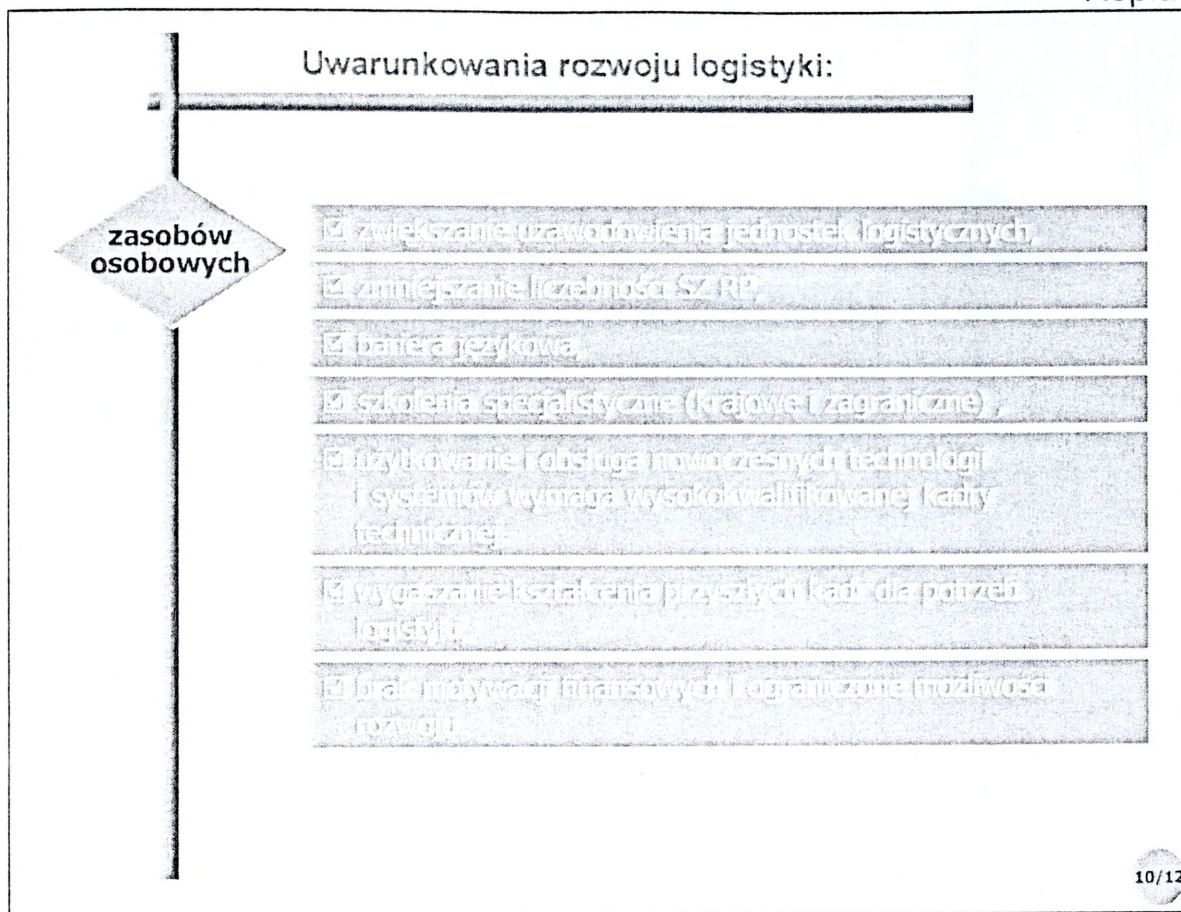 Uwarunkowania rozwoju logistyki:
zasobów
osobowych
☑ zwiększanie uzawodowienia jednostek logistycznych,
☑ zmniejszanie liczebności SZ RP,
☑ bariera językowa,
☑ szkolenia specjalistyczne (krajowe i zagraniczne) ,
☑ użytkowanie i obsługa nowoczesnych technologii
i systemów wymaga wysokokwalifikowanej kadry
technicznej,
☑ wygaszanie kształcenia przyszłych kadr dla potrzeb
logistyki,
☑ brak motywacji finansowych i ograniczone możliwości
rozwoju.
10/12